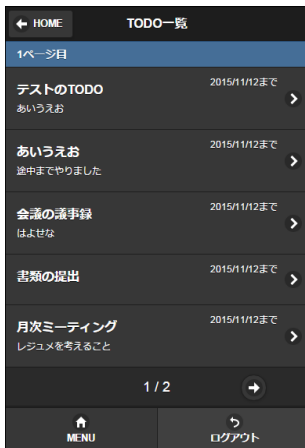 HOME
TODO一覧
1ページ目
テストのTODO
2015/11/12まで
あいうえお
あいうえお
2015/11/12まで
途中までやりました
会議の議事録
2015/11/12まで
はよせな
書類の提出
2015/11/12まで
月次ミーティング
2015/11/12まで
レジュメを考えること
1 / 2
MENU
ログアウト